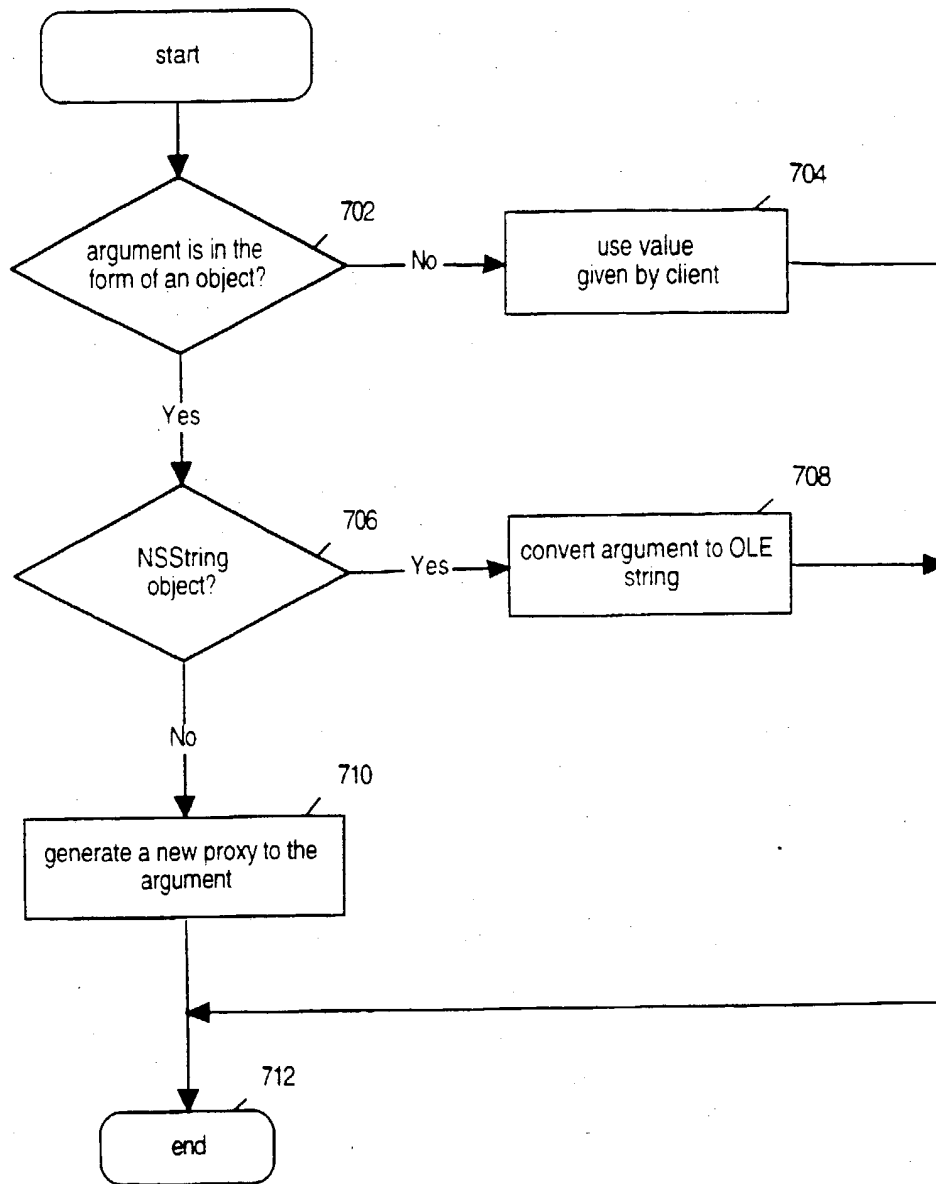 start
702
argument is in the
form of an object?
No
704
use value
given by client
Yes
706
NSString
object?
Yes
708
convert argument to OLE
string
No
710
generate a new proxy to the
argument
712
end